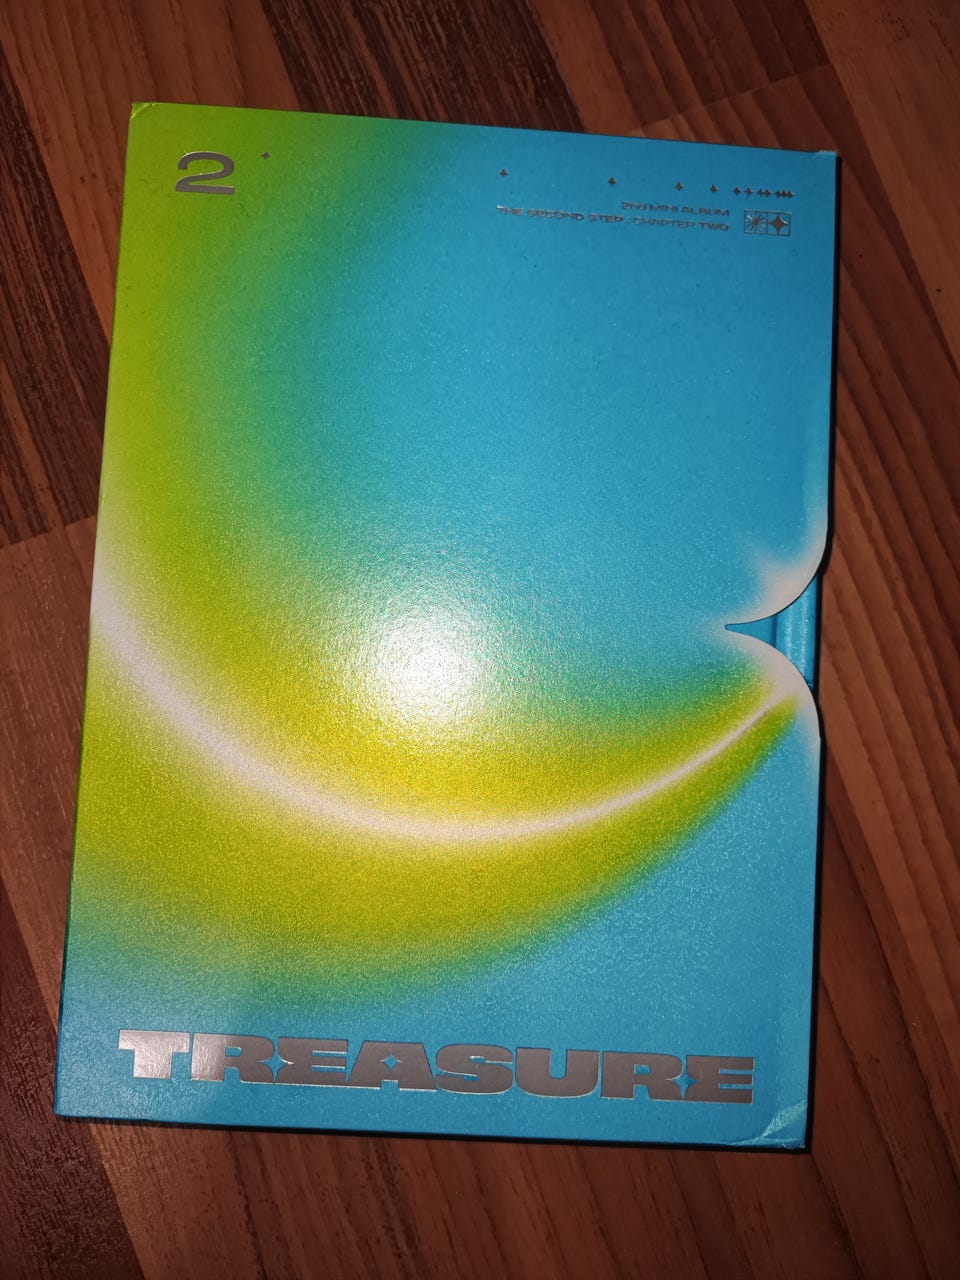 2
2nd MINI ALBUM
THE SECOND STEP : CHAPTER TWO
TREASURE